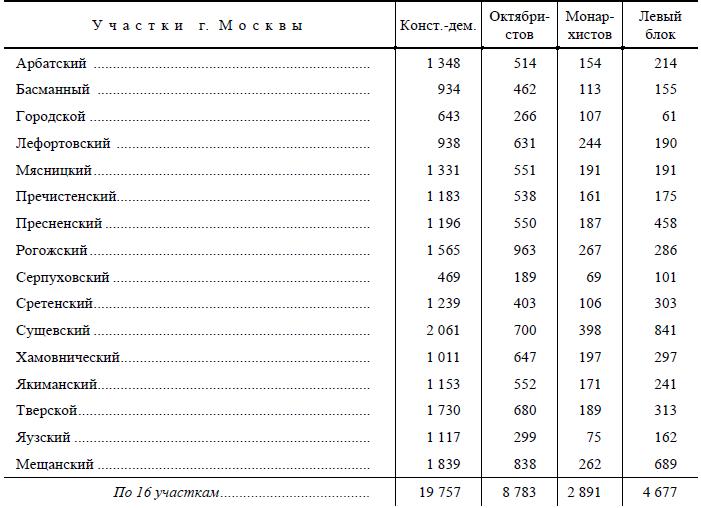 Участки г. Москвы Конст.-дем. Октябри-стов Монар-хистов Левый блок
Арбатский 1 348 514 154 214
Басманный 934 462 113 155
Городской 643 266 107 61
Лефортовский 938 631 244 190
Мясницкий 1 331 551 191 191
Пречистенский 1 183 538 161 175
Пресненский 1 196 550 187 458
Рогожский 1 565 963 267 286
Серпуховский 469 189 69 101
Сретенский 1 239 403 106 303
Сущевский 2 061 700 398 841
Хамовнический 1 011 647 197 297
Якиманский 1 153 552 171 241
Тверской 1 730 680 189 313
Яузский 1 117 299 75 162
Мещанский 1 839 838 262 689
По 16 участкам 19 757 8 783 2 891 4 677